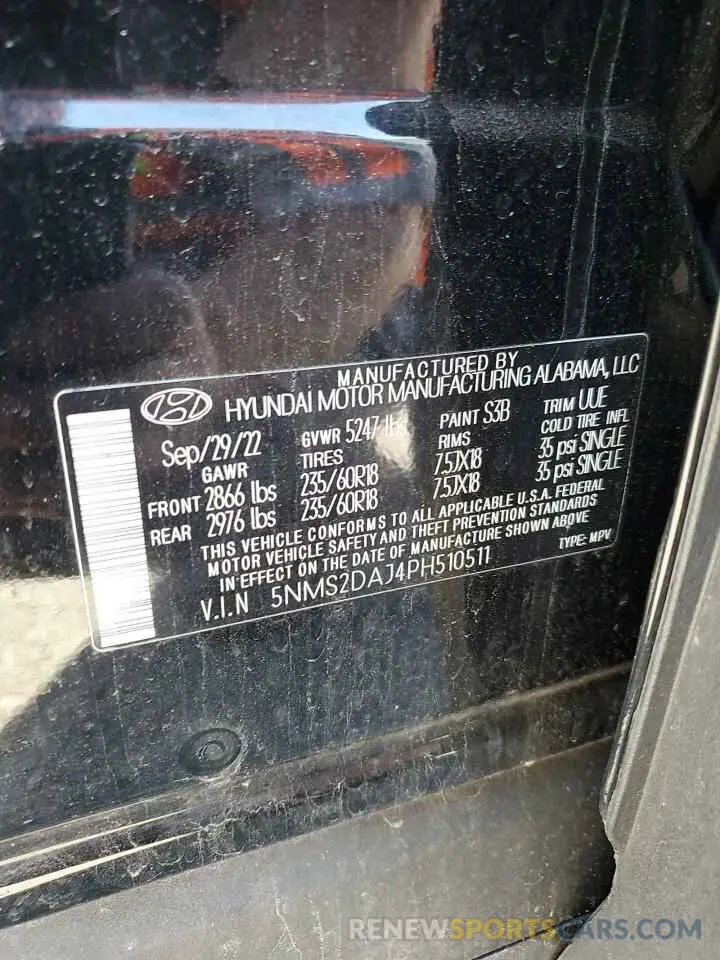 MANUFACTURED BY
HYUNDAI MOTOR MANUFACTURING ALABAMA, LLC
Sep/29/22 GVWR 5247 lbs PAINT S3B TRIM UUE
GAWR TIRES RIMS COLD TIRE INFL
FRONT 2866 lbs 235/60R18 7.5JX18 35 psi SINGLE
REAR 2976 lbs 235/60R18 7.5JX18 35 psi SINGLE
THIS VEHICLE CONFORMS TO ALL APPLICABLE U.S.A. FEDERAL
MOTOR VEHICLE SAFETY AND THEFT PREVENTION STANDARDS
IN EFFECT ON THE DATE OF MANUFACTURE SHOWN ABOVE
V.I.N 5NMS2DAJ4PH510511 TYPE: MPV
RENEWSPORTSCARS.COM